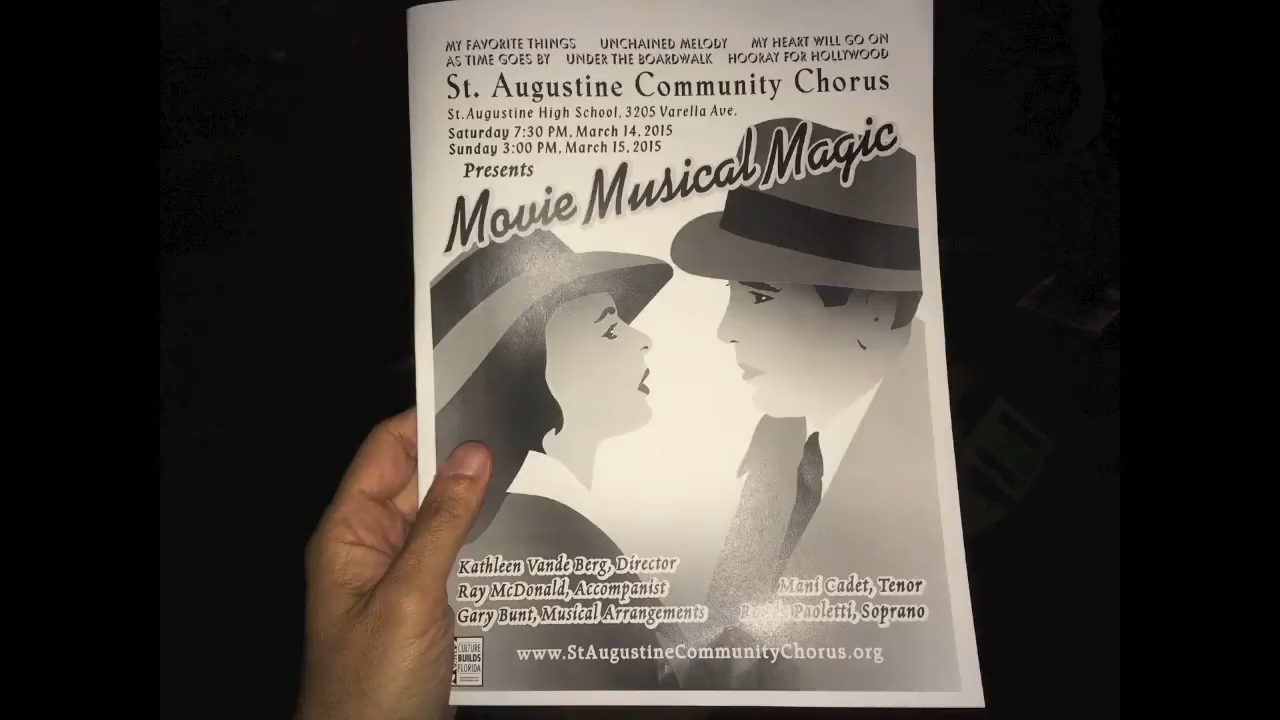 MY FAVORITE THINGS UNCHAINED MELODY MY HEART WILL GO ON
AS TIME GOES BY UNDER THE BOARDWALK HOORAY FOR HOLLYWOOD
St. Augustine Community Chorus
St. Augustine High School, 3205 Varella Ave.
Saturday 7:30 PM, March 14, 2015
Sunday 3:00 PM, March 15, 2015
Presents
Movie Musical Magic
Kathleen Vande Berg, Director
Ray McDonald, Accompanist
Gary Bunt, Musical Arrangements
Mani Cadet, Tenor
Paoletti, Soprano
CULTURE
BUILDS
FLORIDA
www.StAugustineCommunityChorus.org